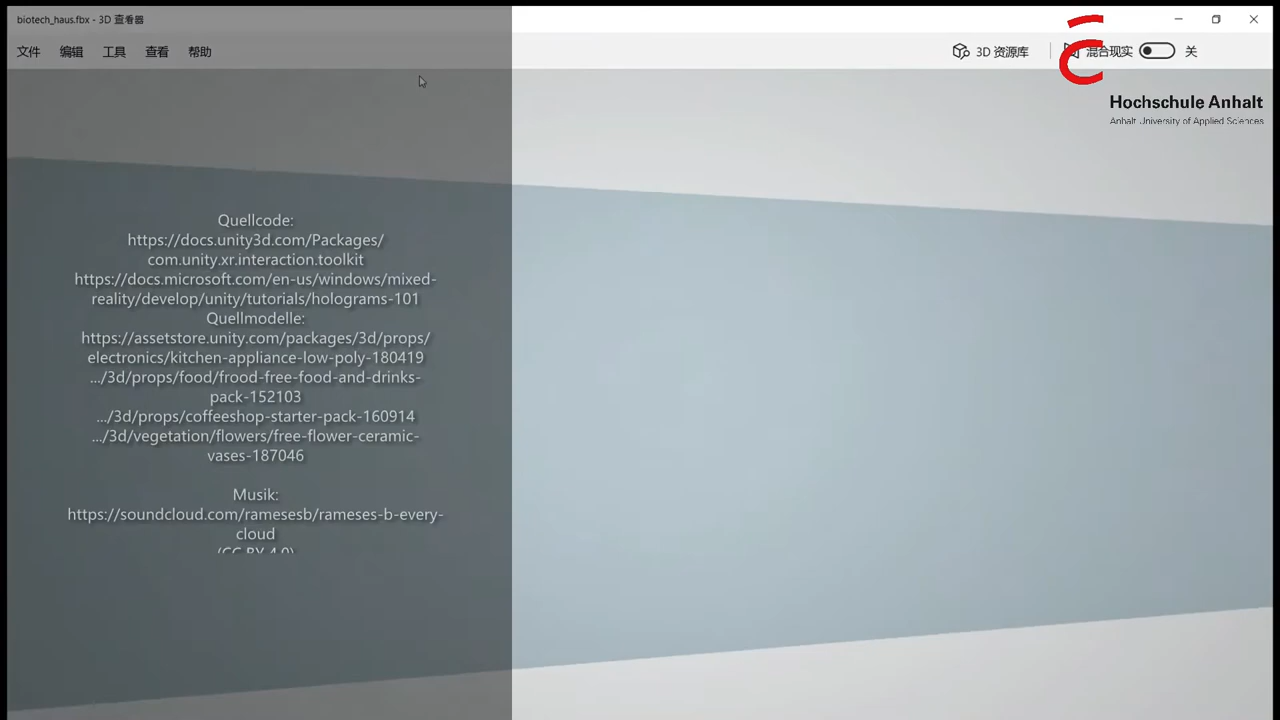 biotech_haus.fbx - 3D 查看器
文件 编辑 工具 查看 帮助
3D 资源库 混合现实 关
Hochschule Anhalt
Anhalt University of Applied Sciences
Quellcode:
https://docs.unity3d.com/Packages/
com.unity.xr.interaction.toolkit
https://docs.microsoft.com/en-us/windows/mixed-
reality/develop/unity/tutorials/holograms-101
Quellmodelle:
https://assetstore.unity.com/packages/3d/props/
electronics/kitchen-appliance-low-poly-180419
.../3d/props/food/frood-free-food-and-drinks-
pack-152103
.../3d/props/coffeeshop-starter-pack-160914
.../3d/vegetation/flowers/free-flower-ceramic-
vases-187046
Musik:
https://soundcloud.com/ramesesb/rameses-b-every-
cloud
(CC BY 4.0)